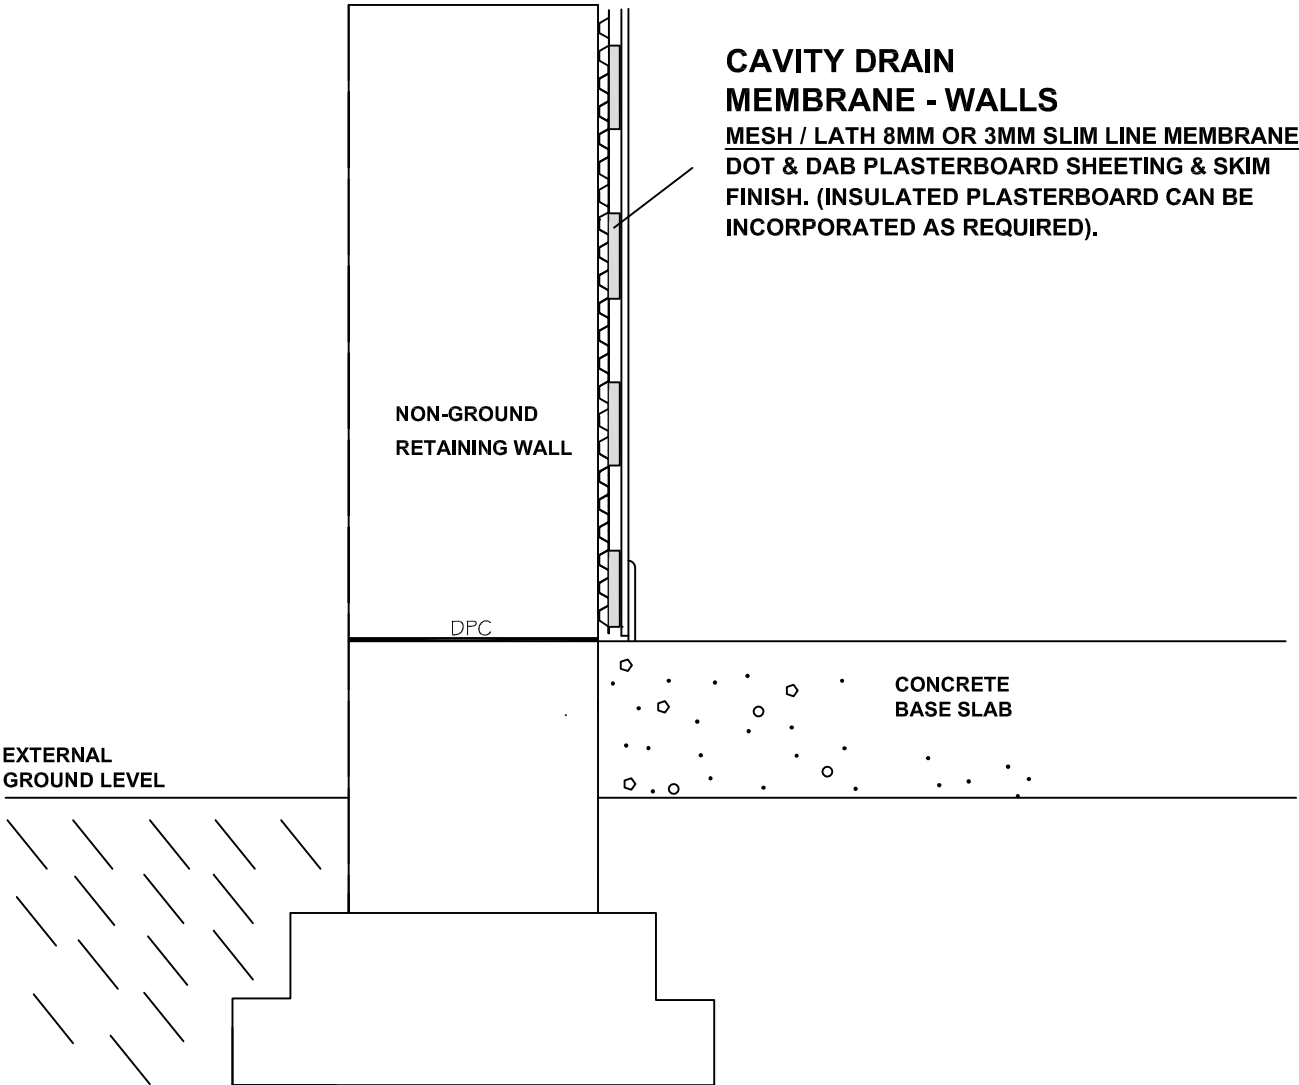 CAVITY DRAIN
MEMBRANE - WALLS
MESH / LATH 8MM OR 3MM SLIM LINE MEMBRANE
DOT & DAB PLASTERBOARD SHEETING & SKIM
FINISH. (INSULATED PLASTERBOARD CAN BE
INCORPORATED AS REQUIRED).
NON-GROUND
RETAINING WALL
DPC
CONCRETE
BASE SLAB
EXTERNAL
GROUND LEVEL